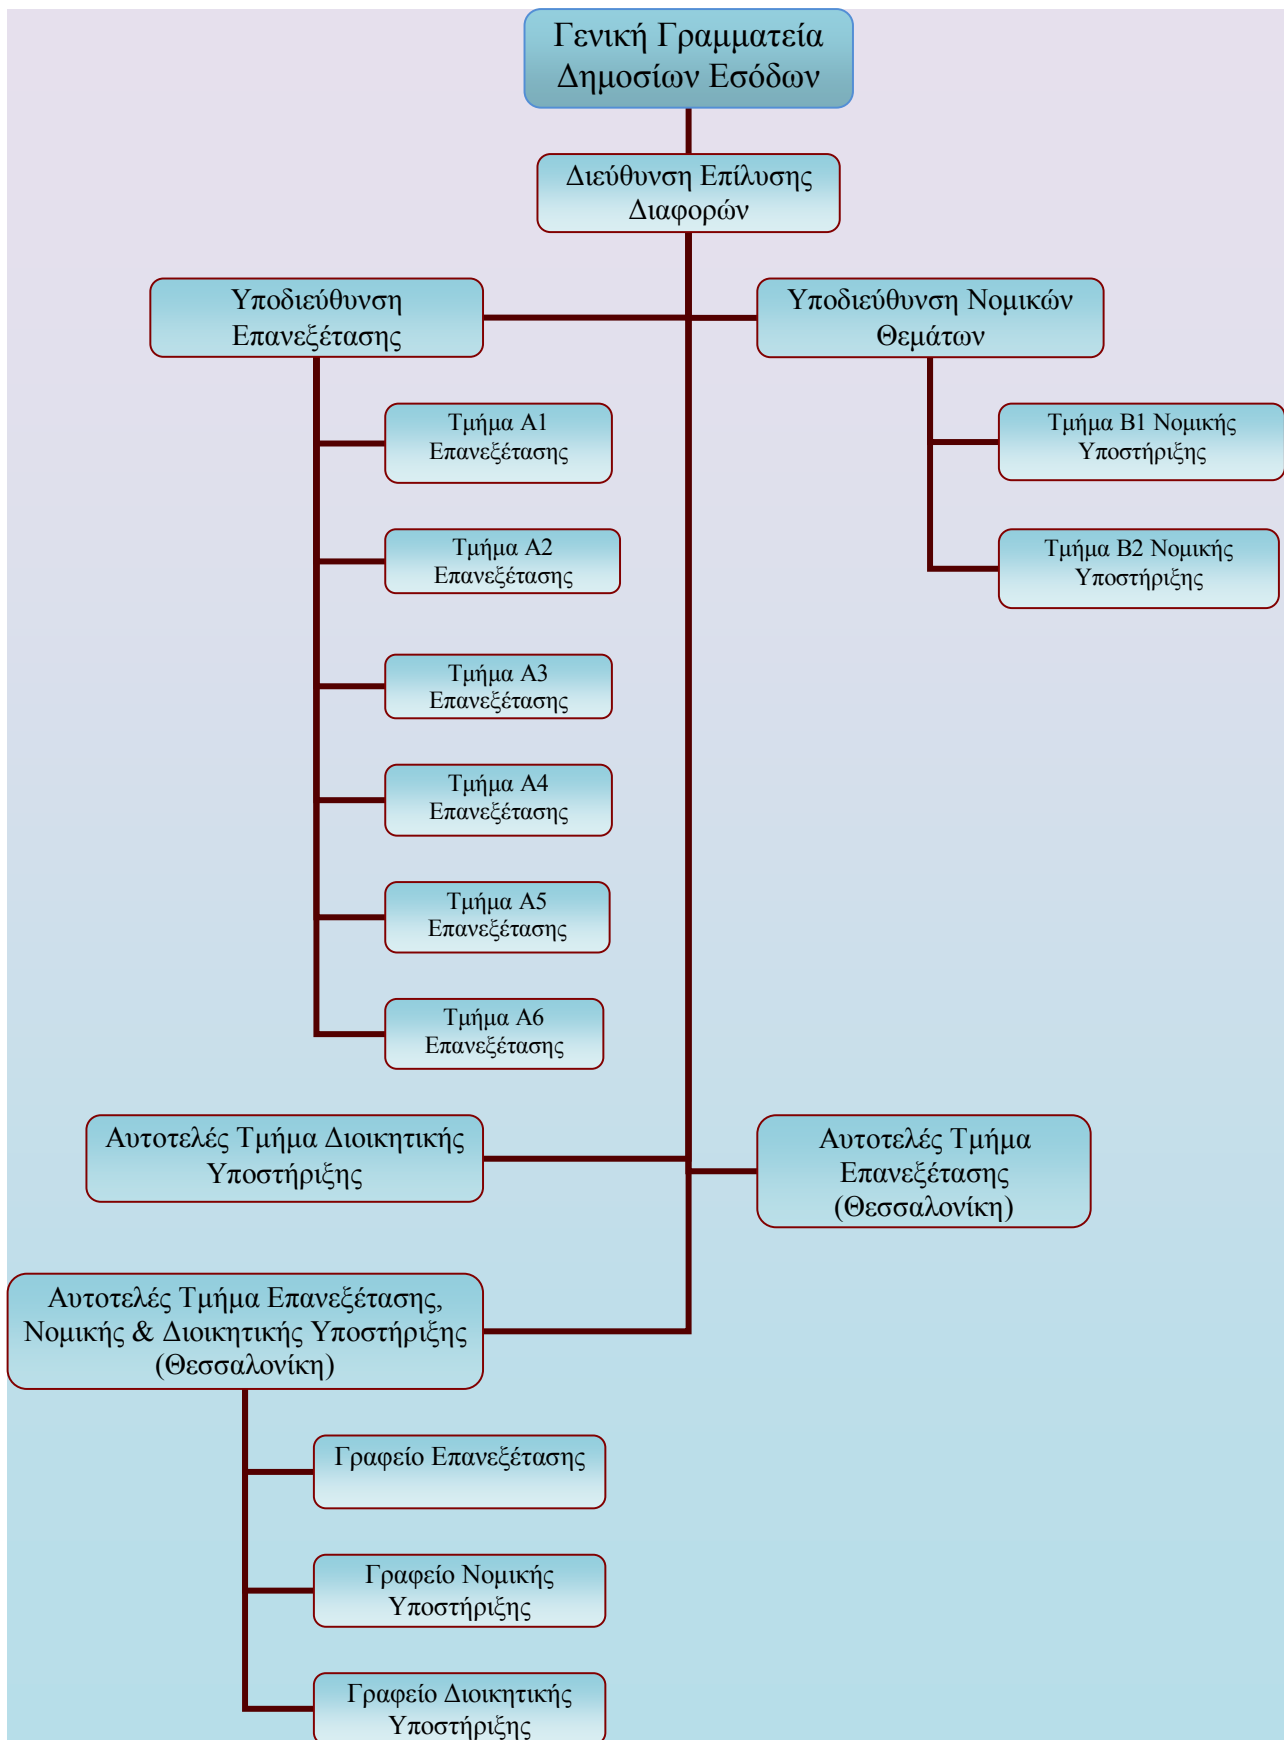 Γενική Γραμματεία
Δημοσίων Εσόδων
Διεύθυνση Επίλυσης
Διαφορών
Υποδιεύθυνση
Επανεξέτασης
Υποδιεύθυνση Νομικών
Θεμάτων
Τμήμα Α1
Επανεξέτασης
Τμήμα Β1 Νομικής
Υποστήριξης
Τμήμα Α2
Επανεξέτασης
Τμήμα Β2 Νομικής
Υποστήριξης
Τμήμα Α3
Επανεξέτασης
Τμήμα Α4
Επανεξέτασης
Τμήμα Α5
Επανεξέτασης
Τμήμα Α6
Επανεξέτασης
Αυτοτελές Τμήμα Διοικητικής
Υποστήριξης
Αυτοτελές Τμήμα
Επανεξέτασης
(Θεσσαλονίκη)
Αυτοτελές Τμήμα Επανεξέτασης,
Νομικής & Διοικητικής Υποστήριξης
(Θεσσαλονίκη)
Γραφείο Επανεξέτασης
Γραφείο Νομικής
Υποστήριξης
Γραφείο Διοικητικής
Υποστήριξης